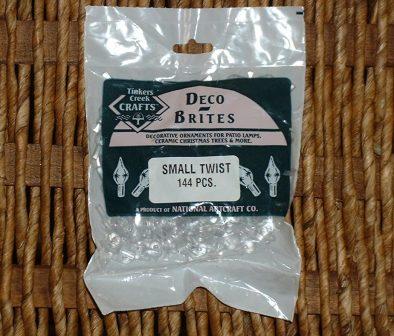 Tinkers
Creek
CRAFTS
DECO
BRITES
DECORATIVE ORNAMENTS FOR PATIO LAMPS,
CERAMIC CHRISTMAS TREES & MORE.
SMALL TWIST
144 PCS.
A PRODUCT OF NATIONAL ARTCRAFT CO.